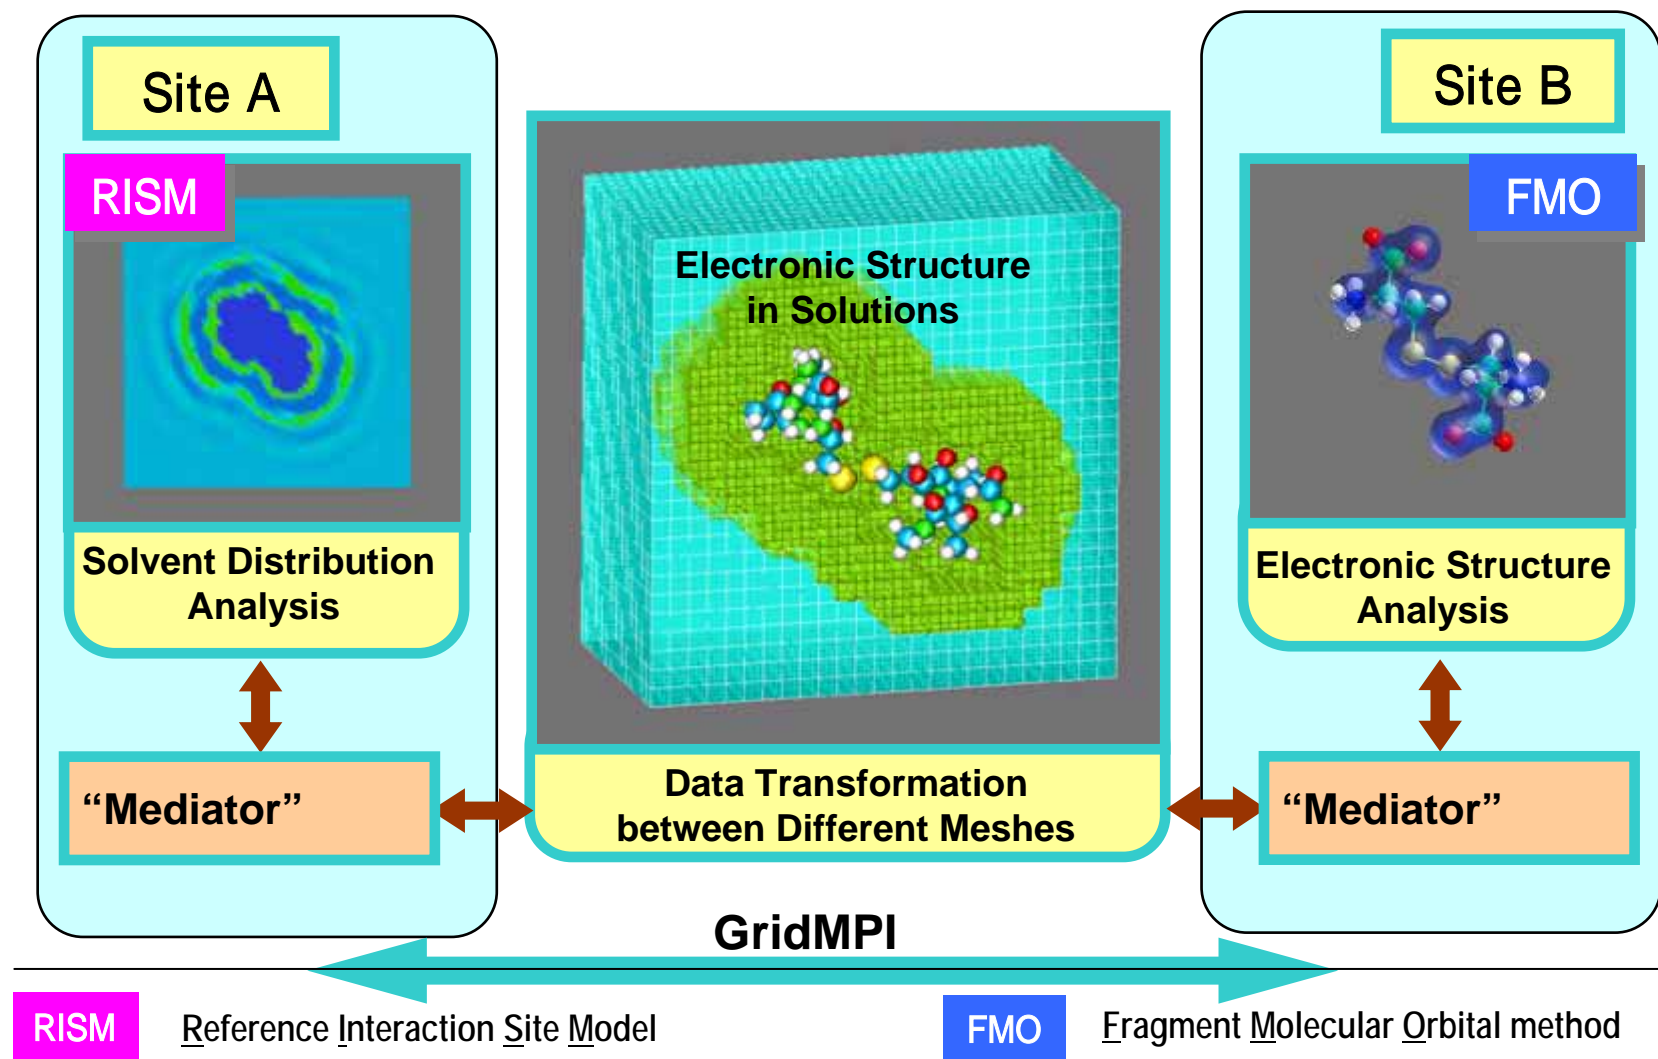 Site A
RISM
Solvent Distribution
Analysis
“Mediator”
Electronic Structure
in Solutions
Data Transformation
between Different Meshes
Site B
FMO
Electronic Structure
Analysis
“Mediator”
GridMPI
RISM
Reference Interaction Site Model
FMO
Fragment Molecular Orbital method